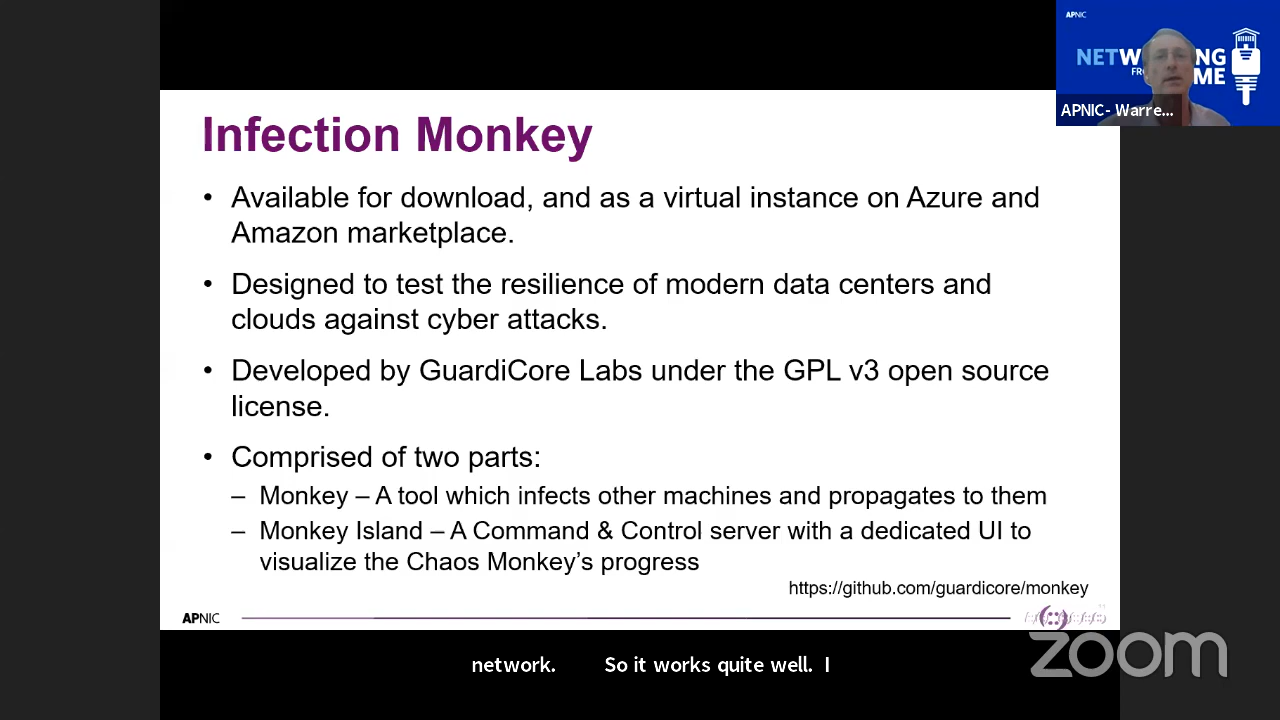 APNIC
NETW NG
FR ME
APNIC- Warre...
Infection Monkey
• Available for download, and as a virtual instance on Azure and
Amazon marketplace.
• Designed to test the resilience of modern data centers and
clouds against cyber attacks.
• Developed by GuardiCore Labs under the GPL v3 open source
license.
• Comprised of two parts:
– Monkey – A tool which infects other machines and propagates to them
– Monkey Island – A Command & Control server with a dedicated UI to
visualize the Chaos Monkey's progress
https://github.com/guardicore/monkey
APNIC
zoom
network. So it works quite well. I